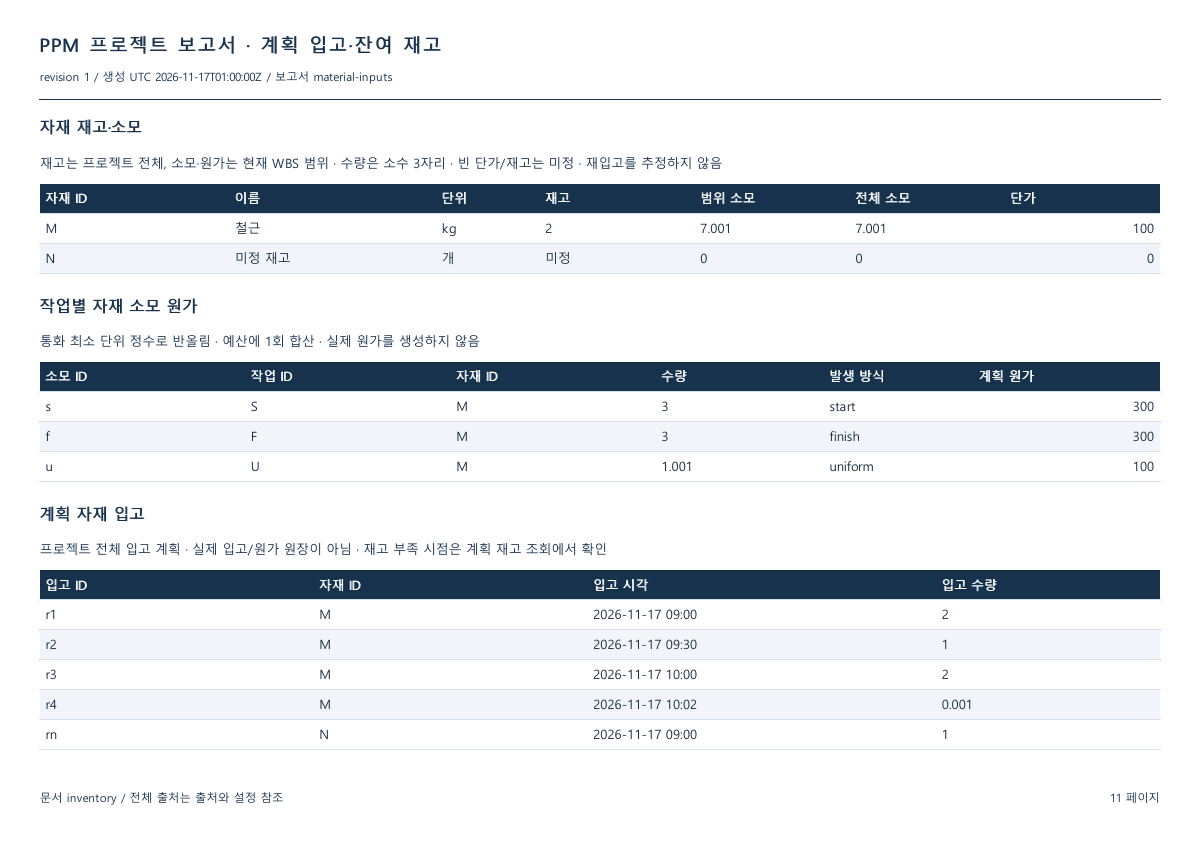 PPM 프로젝트 보고서 · 계획 입고·잔여 재고
revision 1 / 생성 UTC 2026-11-17T01:00:00Z / 보고서 material-inputs
자재 재고·소모
재고는 프로젝트 전체, 소모·원가는 현재 WBS 범위 · 수량은 소수 3자리 · 빈 단가/재고는 미정 · 재입고를 추정하지 않음
자재 ID 이름 단위 재고 범위 소모 전체 소모 단가
M 철근 kg 2 7.001 7.001 100
N 미정 재고 개 미정 0 0 0
작업별 자재 소모 원가
통화 최소 단위 정수로 반올림 · 예산에 1회 합산 · 실제 원가를 생성하지 않음
소모 ID 작업 ID 자재 ID 수량 발생 방식 계획 원가
s S M 3 start 300
f F M 3 finish 300
u U M 1.001 uniform 100
계획 자재 입고
프로젝트 전체 입고 계획 · 실제 입고/원가 원장이 아님 · 재고 부족 시점은 계획 재고 조회에서 확인
입고 ID 자재 ID 입고 시각 입고 수량
r1 M 2026-11-17 09:00 2
r2 M 2026-11-17 09:30 1
r3 M 2026-11-17 10:00 2
r4 M 2026-11-17 10:02 0.001
rn N 2026-11-17 09:00 1
문서 inventory / 전체 출처는 출처와 설정 참조 11 페이지